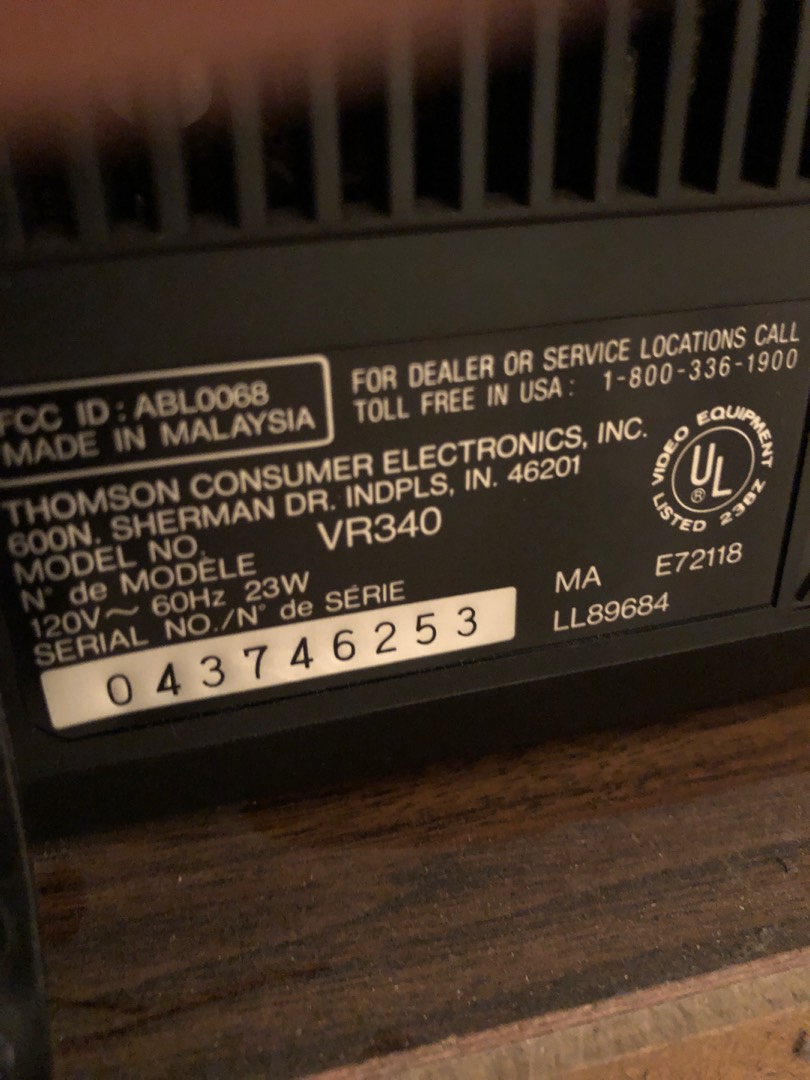 FCC ID: ABL0068
MADE IN MALAYSIA
FOR DEALER OR SERVICE LOCATIONS CALL
TOLL FREE IN USA: 1-800-336-1900
THOMSON CONSUMER ELECTRONICS, INC.
600N. SHERMAN DR. INDPLS, IN. 46201
MODEL NO. VR340
N° de MODÈLE
120V~ 60Hz 23W
SERIAL NO./N° de SÉRIE
043746253
VIDEO EQUIPMENT
UL ®
LISTED 238Z
MA E72118
LL89684